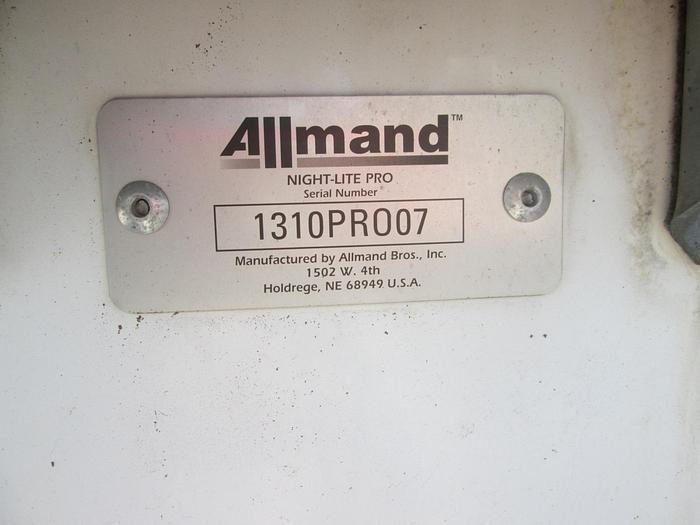 Allmand™
NIGHT-LITE PRO
Serial Number
1310PRO07
Manufactured by Allmand Bros., Inc.
1502 W. 4th
Holdrege, NE 68949 U.S.A.